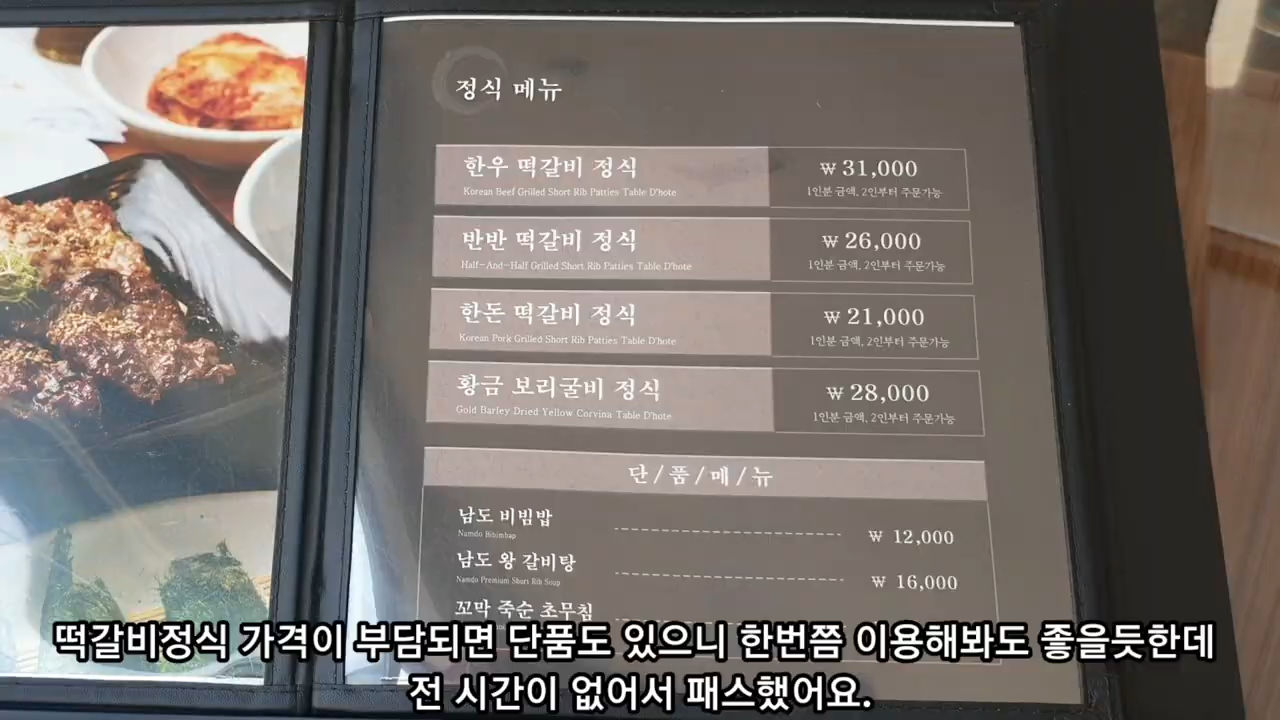 정식 메뉴
한우 떡갈비 정식
Korean Beef Grilled Short Rib Patties Table D'hote
₩ 31,000
1인분 금액, 2인부터 주문가능
반반 떡갈비 정식
Half-And-Half Grilled Short Rib Patties Table D'hote
₩ 26,000
1인분 금액, 2인부터 주문가능
한돈 떡갈비 정식
Korean Pork Grilled Short Rib Patties Table D'hote
₩ 21,000
1인분 금액, 2인부터 주문가능
황금 보리굴비 정식
Gold Barley Dried Yellow Corvina Table D'hote
₩ 28,000
1인분 금액, 2인부터 주문가능
단/품/메/뉴
남도 비빔밥
Namdo Bibimbap
₩ 12,000
남도 왕 갈비탕
Namdo Premium Short Rib Soup
₩ 16,000
꼬막 죽순 초무침
떡갈비정식 가격이 부담되면 단품도 있으니 한번쯤 이용해봐도 좋을듯한데
전 시간이 없어서 패스했어요.